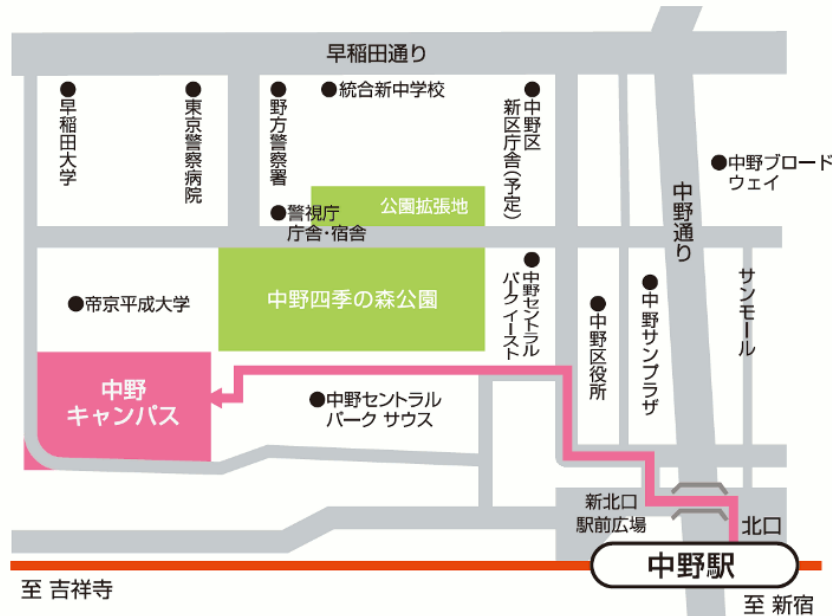 早稲田通り
早稲田大学
東京警察病院
野方警察署
統合新中学校
中野区
新区庁舎(予定)
中野ブロード
ウェイ
中野通り
公園拡張地
警視庁
庁舎・宿舎
帝京平成大学
中野四季の森公園
中野セントラル
パーク イースト
中野区役所
中野サンプラザ
サンモール
中野
キャンパス
中野セントラル
パーク サウス
新北口
駅前広場
北口
中野駅
至 吉祥寺
至 新宿